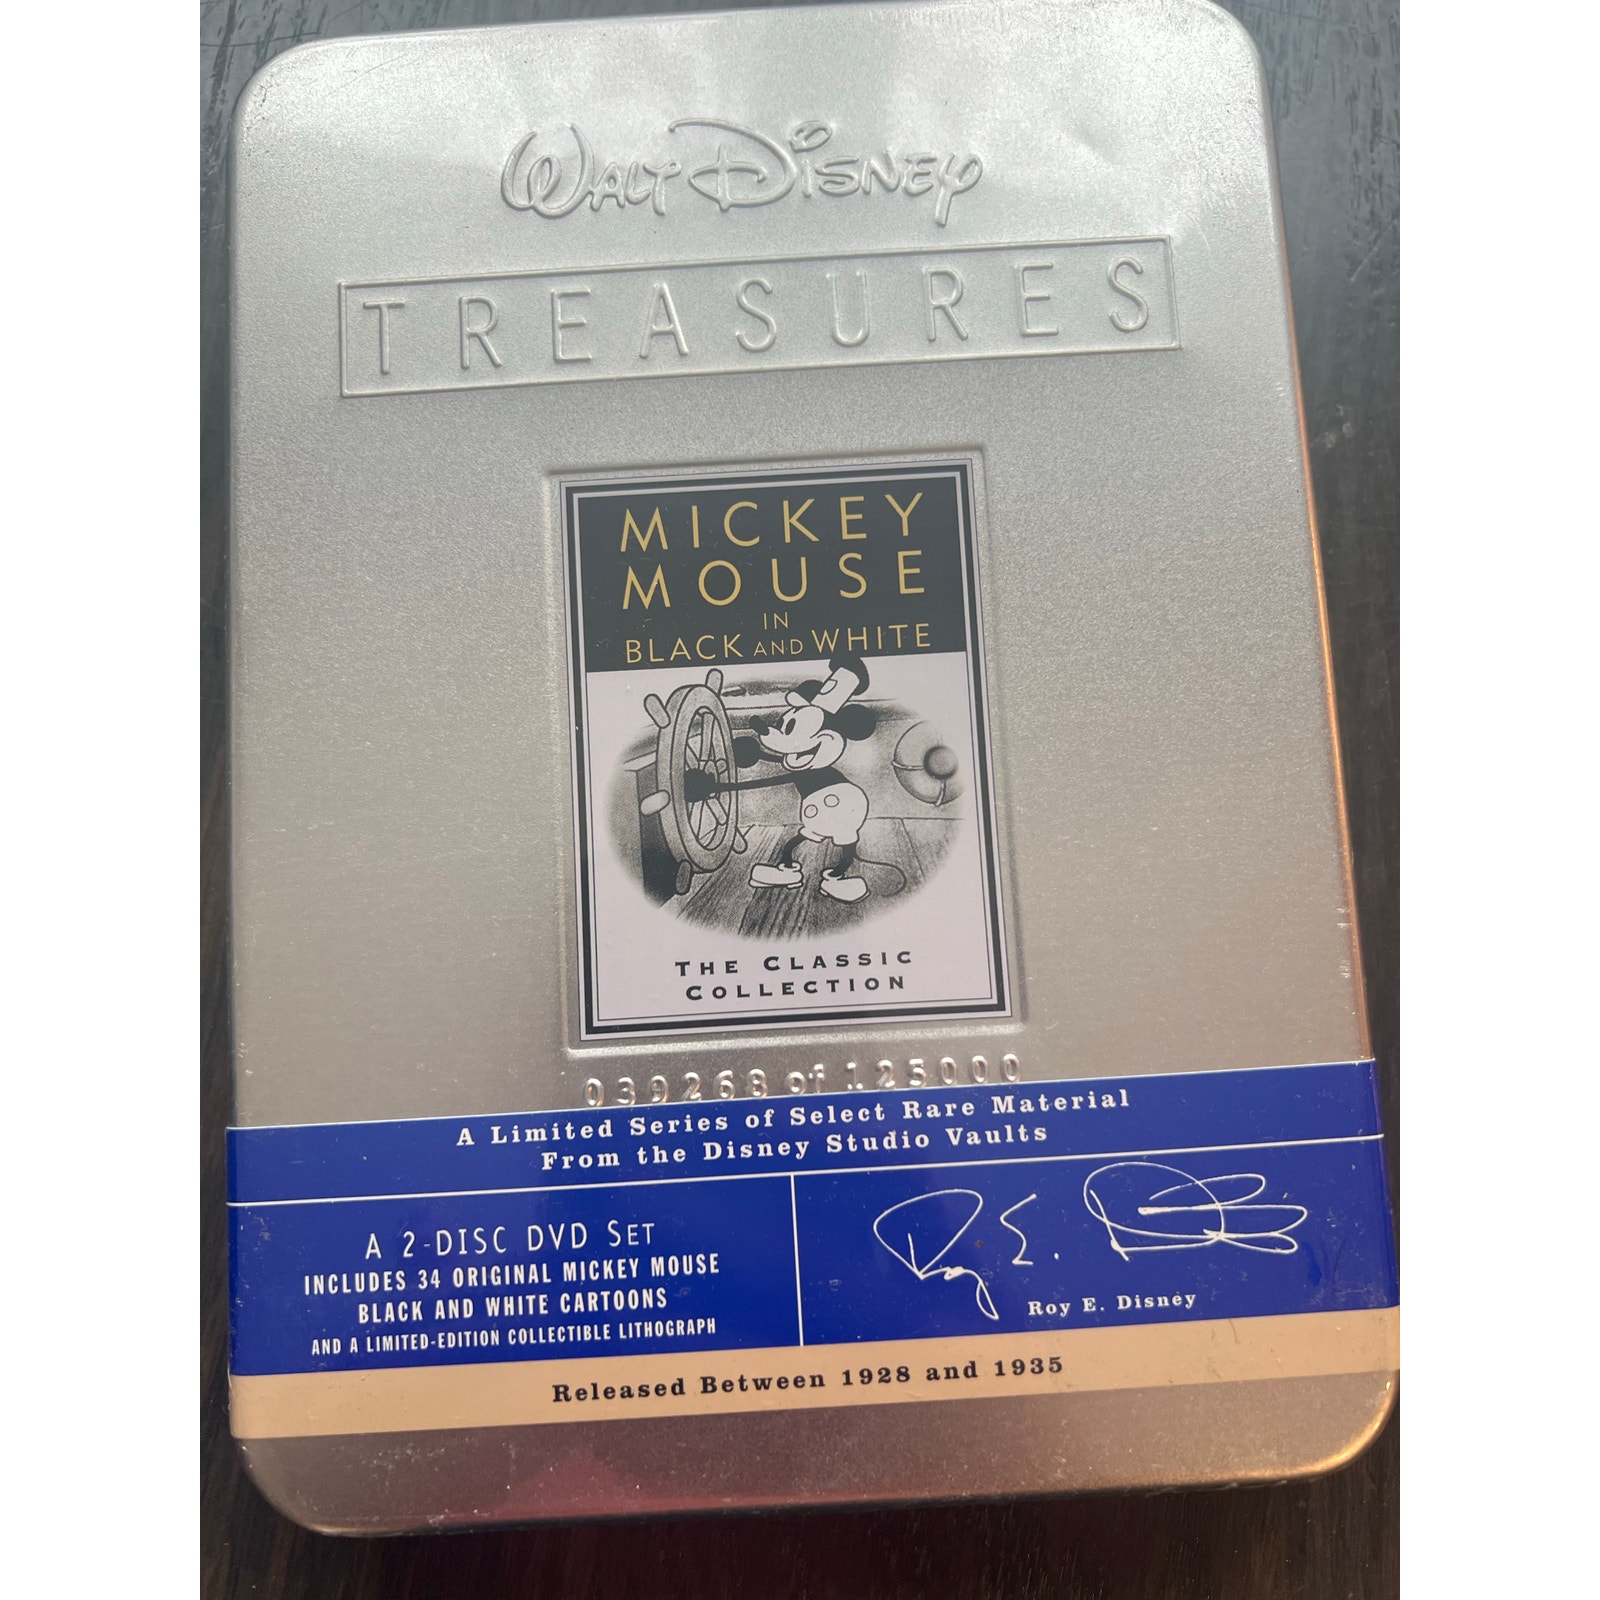 Walt Disney
TREASURES
MICKEY
MOUSE
IN
BLACK AND WHITE
THE CLASSIC
COLLECTION
039268 of 125000
A Limited Series of Select Rare Material
From the Disney Studio Vaults
A 2-DISC DVD SET
INCLUDES 34 ORIGINAL MICKEY MOUSE
BLACK AND WHITE CARTOONS
AND A LIMITED-EDITION COLLECTIBLE LITHOGRAPH
Roy E. Disney
Roy E. Disney
Released Between 1928 and 1935